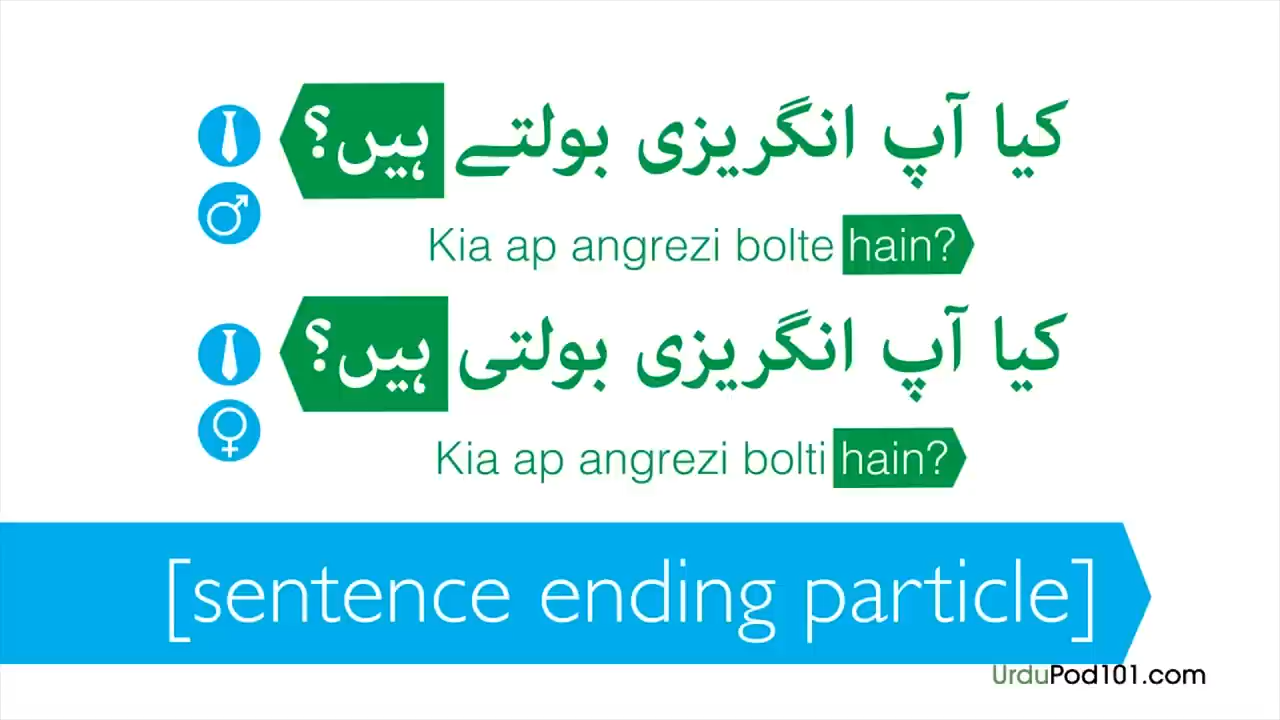 کیا آپ انگریزی بولتے ہیں؟
Kia ap angrezi bolte hain?
کیا آپ انگریزی بولتی ہیں؟
Kia ap angrezi bolti hain?
[sentence ending particle]
UrduPod101.com